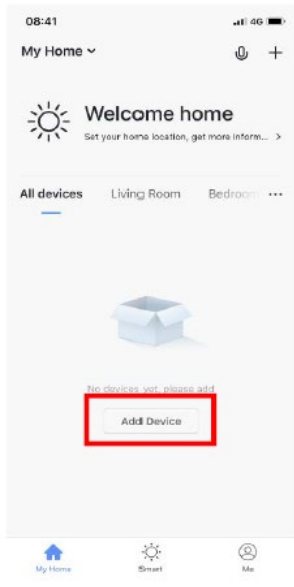 08:41 4G
My Home
Welcome home
Set your home location, get more inform... >
All devices Living Room Bedroom ...
No devices yet, please add
Add Device
My Home Smart Me